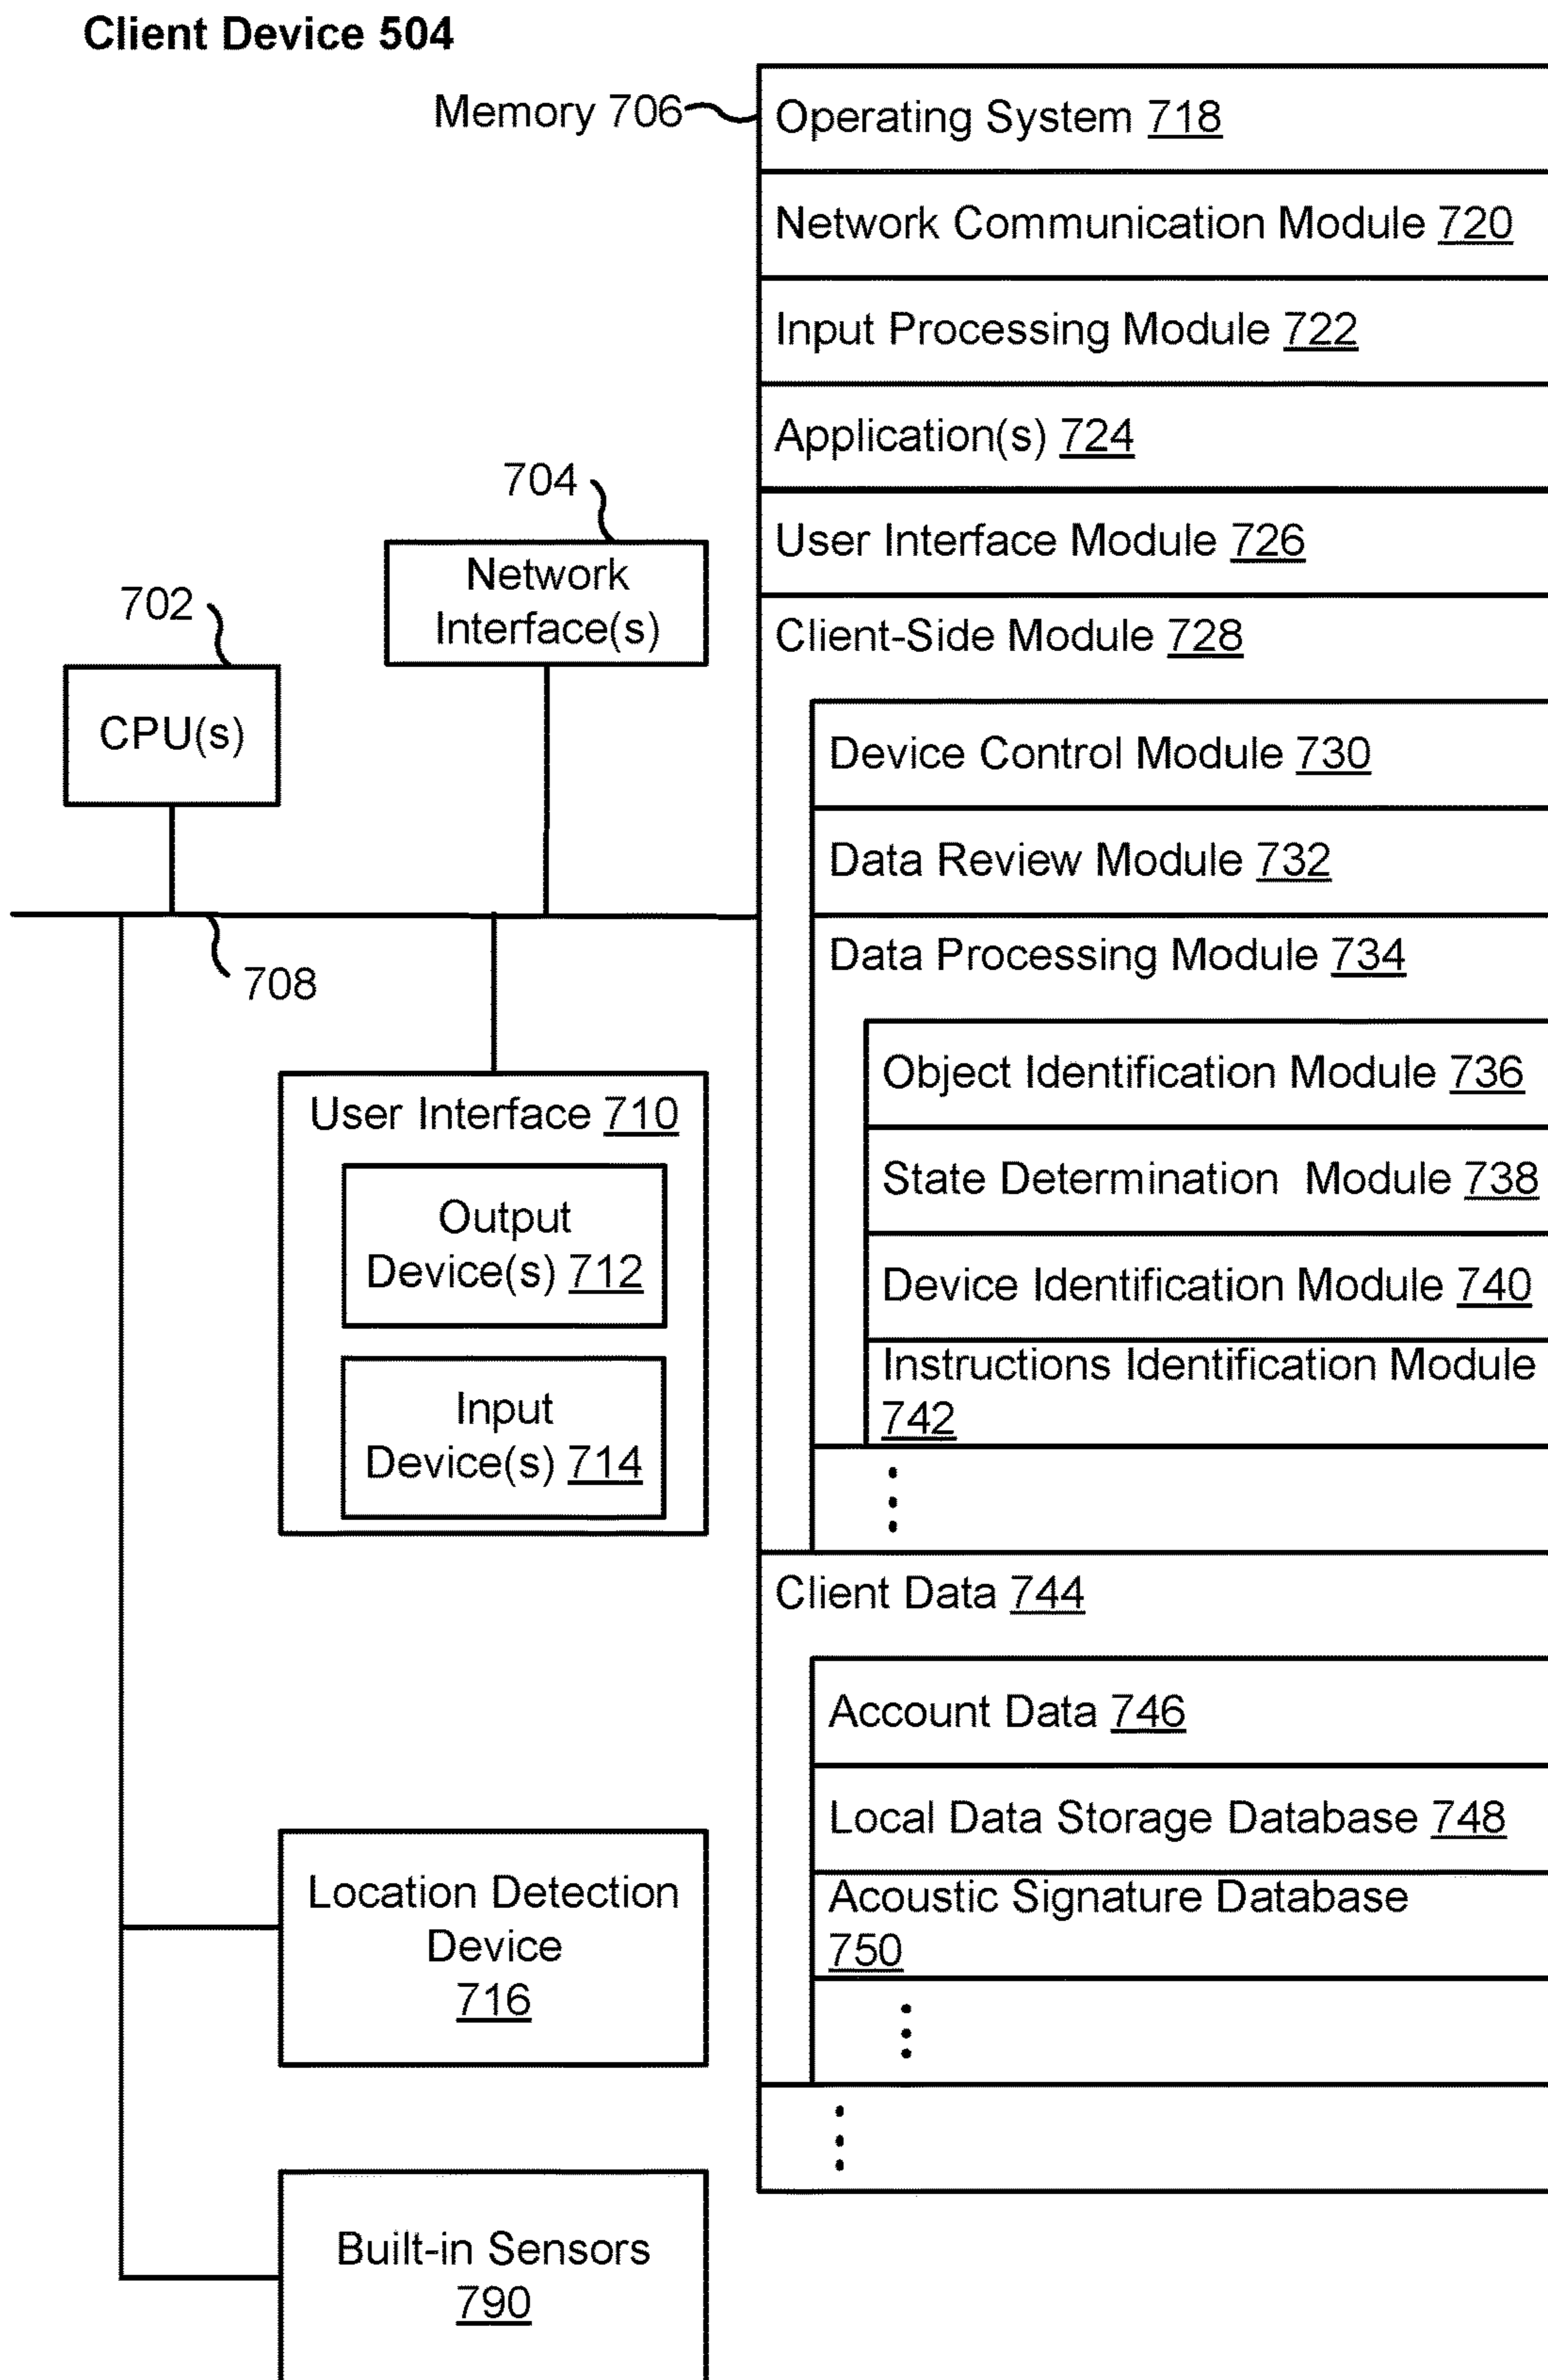 Client Device 504
Memory 706
Operating System 718
Network Communication Module 720
Input Processing Module 722
Application(s) 724
User Interface Module 726
Client-Side Module 728
Device Control Module 730
Data Review Module 732
Data Processing Module 734
Object Identification Module 736
State Determination Module 738
Device Identification Module 740
Instructions Identification Module
742
Client Data 744
Account Data 746
Local Data Storage Database 748
Acoustic Signature Database
750
704
Network
Interface(s)
702
CPU(s)
708
User Interface 710
Output
Device(s) 712
Input
Device(s) 714
Location Detection
Device
716
Built-in Sensors
790